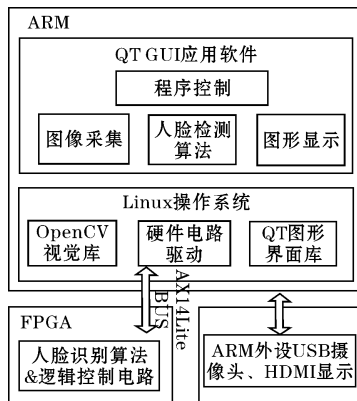 ARM
QT GUI应用软件
程序控制
图像采集
人脸检测
算法
图形显示
Linux操作系统
OpenCV
视觉库
硬件电路
驱动
QT图形
界面库
AX14Lite
BUS
FPGA
人脸识别算法
&逻辑控制电路
ARM外设USB摄
像头、HDMI显示